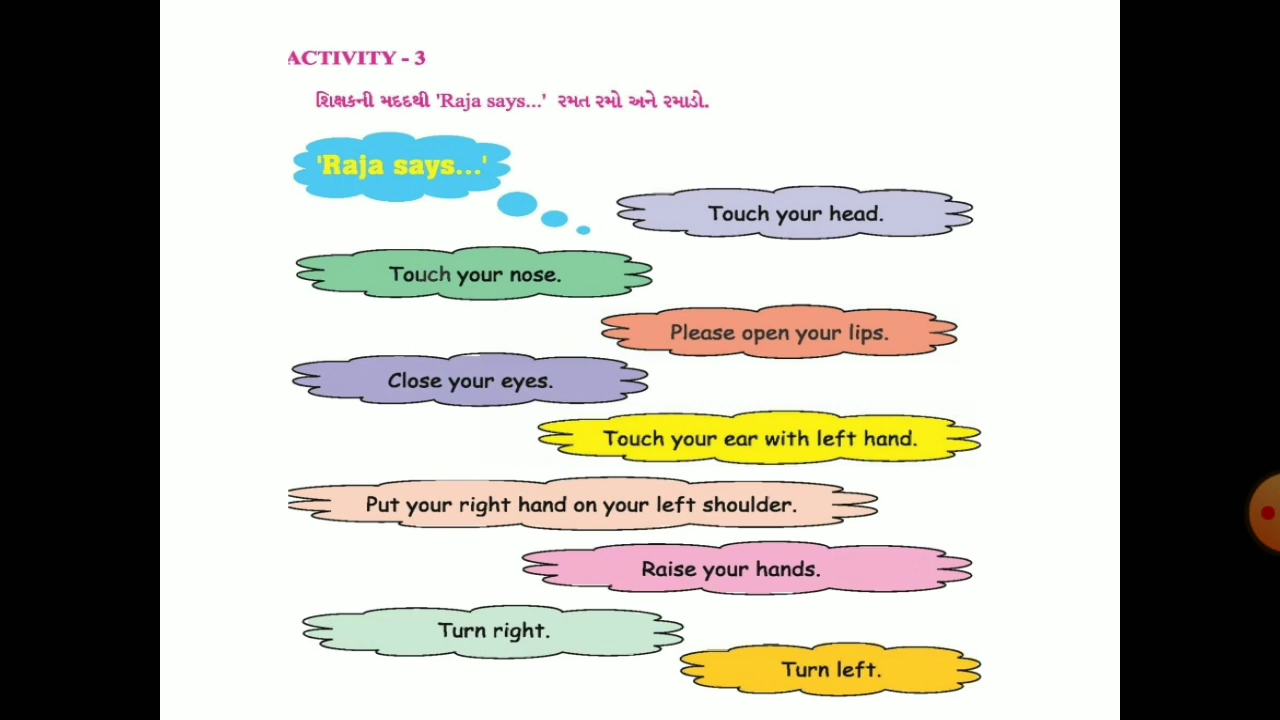 ACTIVITY - 3
શિક્ષકની મદદથી 'Raja says...' રમત રમો અને રમાડો.
'Raja says...'
Touch your head.
Touch your nose.
Please open your lips.
Close your eyes.
Touch your ear with left hand.
Put your right hand on your left shoulder.
Raise your hands.
Turn right.
Turn left.